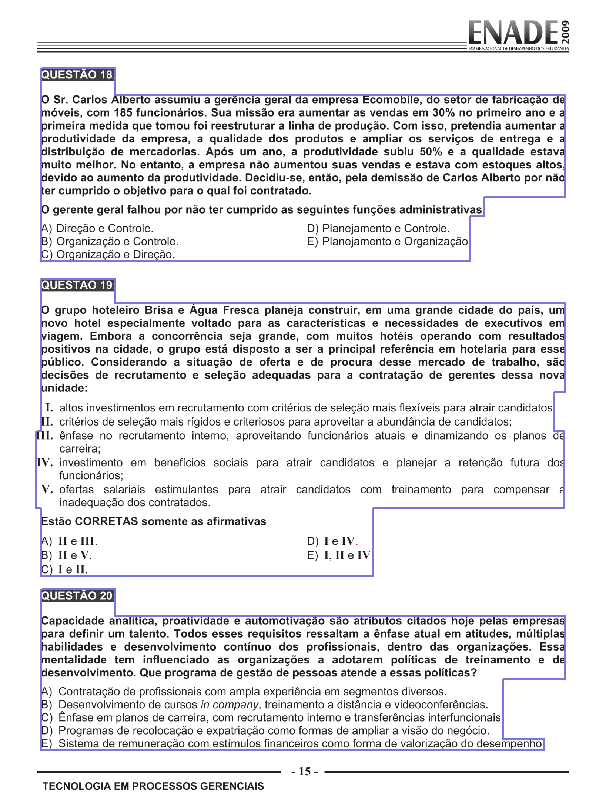 ENADE 2009
EXAME NACIONAL DE DESEMPENHO DOS ESTUDANTES
QUESTÃO 18
O Sr. Carlos Alberto assumiu a gerência geral da empresa Ecomobile, do setor de fabricação de
móveis, com 185 funcionários. Sua missão era aumentar as vendas em 30% no primeiro ano e a
primeira medida que tomou foi reestruturar a linha de produção. Com isso, pretendia aumentar a
produtividade da empresa, a qualidade dos produtos e ampliar os serviços de entrega e a
distribuição de mercadorias. Após um ano, a produtividade subiu 50% e a qualidade estava
muito melhor. No entanto, a empresa não aumentou suas vendas e estava com estoques altos,
devido ao aumento da produtividade. Decidiu-se, então, pela demissão de Carlos Alberto por não
ter cumprido o objetivo para o qual foi contratado.
O gerente geral falhou por não ter cumprido as seguintes funções administrativas
A) Direção e Controle.
B) Organização e Controle.
C) Organização e Direção.
D) Planejamento e Controle.
E) Planejamento e Organização
QUESTÃO 19
O grupo hoteleiro Brisa e Água Fresca planeja construir, em uma grande cidade do país, um
novo hotel especialmente voltado para as características e necessidades de executivos em
viagem. Embora a concorrência seja grande, com muitos hotéis operando com resultados
positivos na cidade, o grupo está disposto a ser a principal referência em hotelaria para esse
público. Considerando a situação de oferta e de procura desse mercado de trabalho, são
decisões de recrutamento e seleção adequadas para a contratação de gerentes dessa nova
unidade:
I. altos investimentos em recrutamento com critérios de seleção mais flexíveis para atrair candidatos
II. critérios de seleção mais rígidos e criteriosos para aproveitar a abundância de candidatos;
III. ênfase no recrutamento interno, aproveitando funcionários atuais e dinamizando os planos de
carreira;
IV. investimento em benefícios sociais para atrair candidatos e planejar a retenção futura dos
funcionários;
V. ofertas salariais estimulantes para atrair candidatos com treinamento para compensar a
inadequação dos contratados.
Estão CORRETAS somente as afirmativas
A) II e III.
B) II e V.
C) I e II.
D) I e IV.
E) I, II e IV
QUESTÃO 20
Capacidade analítica, proatividade e automotivação são atributos citados hoje pelas empresas
para definir um talento. Todos esses requisitos ressaltam a ênfase atual em atitudes, múltiplas
habilidades e desenvolvimento contínuo dos profissionais, dentro das organizações. Essa
mentalidade tem influenciado as organizações a adotarem políticas de treinamento e de
desenvolvimento. Que programa de gestão de pessoas atende a essas políticas?
A) Contratação de profissionais com ampla experiência em segmentos diversos.
B) Desenvolvimento de cursos in company, treinamento a distância e videoconferências.
C) Ênfase em planos de carreira, com recrutamento interno e transferências interfuncionais
D) Programas de recolocação e expatriação como formas de ampliar a visão do negócio.
E) Sistema de remuneração com estímulos financeiros como forma de valorização do desempenho
- 15 -
TECNOLOGIA EM PROCESSOS GERENCIAIS